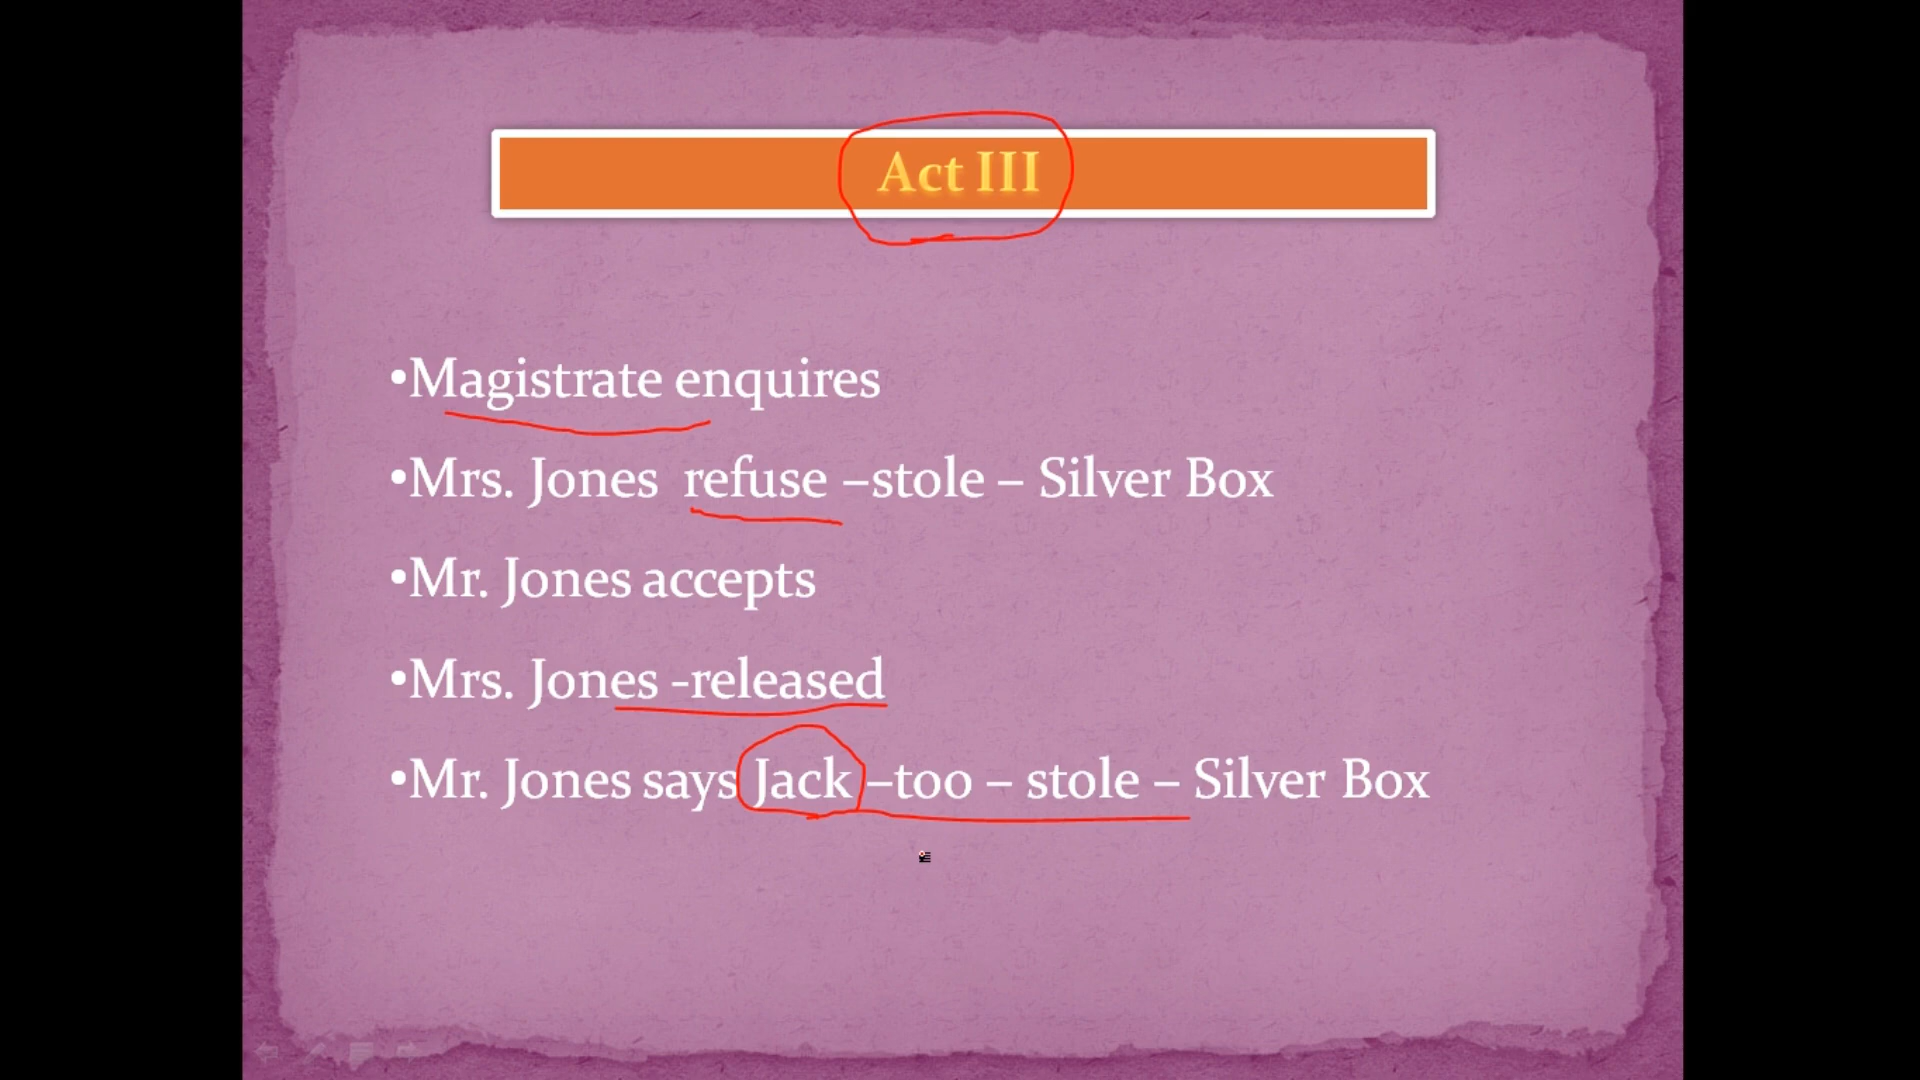 Act III
•Magistrate enquires
•Mrs. Jones refuse –stole – Silver Box
•Mr. Jones accepts
•Mrs. Jones -released
•Mr. Jones says Jack –too – stole – Silver Box